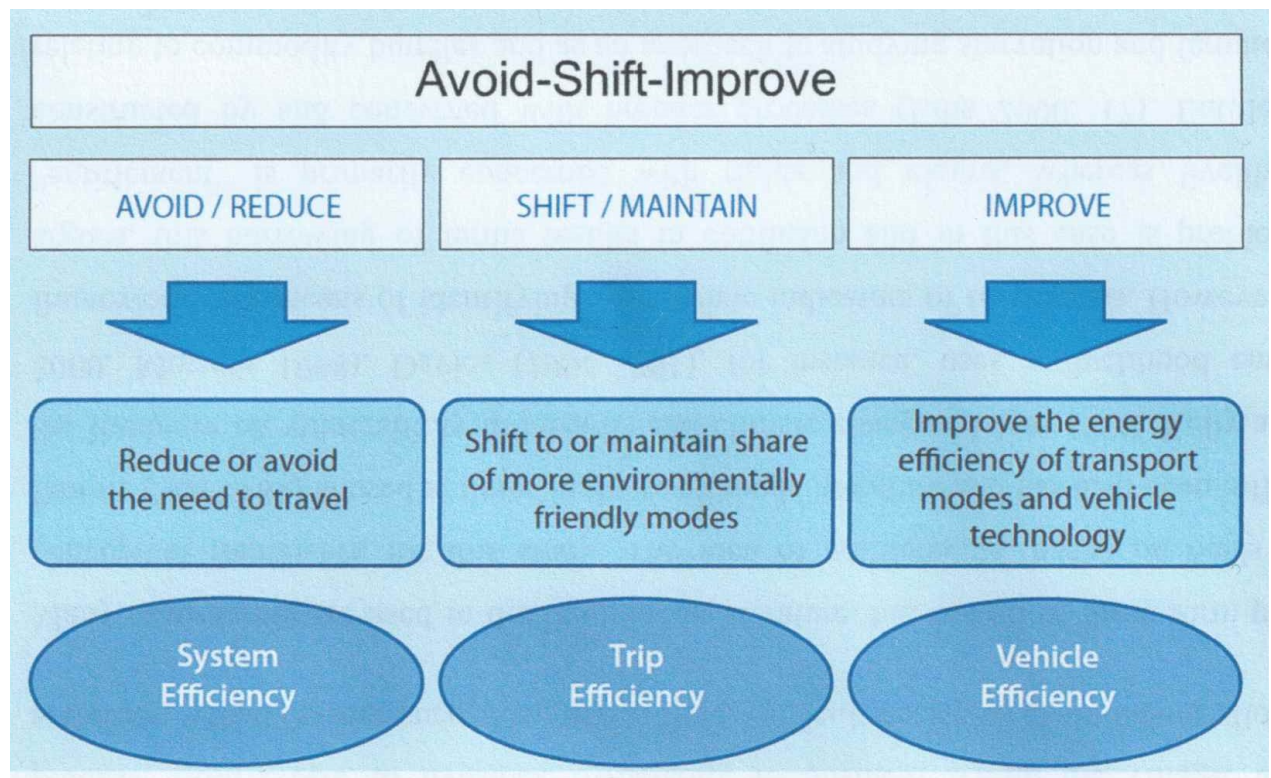 Avoid-Shift-Improve
AVOID / REDUCE
SHIFT / MAINTAIN
IMPROVE
Reduce or avoid
the need to travel
Shift to or maintain share
of more environmentally
friendly modes
Improve the energy
efficiency of transport
modes and vehicle
technology
System
Efficiency
Trip
Efficiency
Vehicle
Efficiency